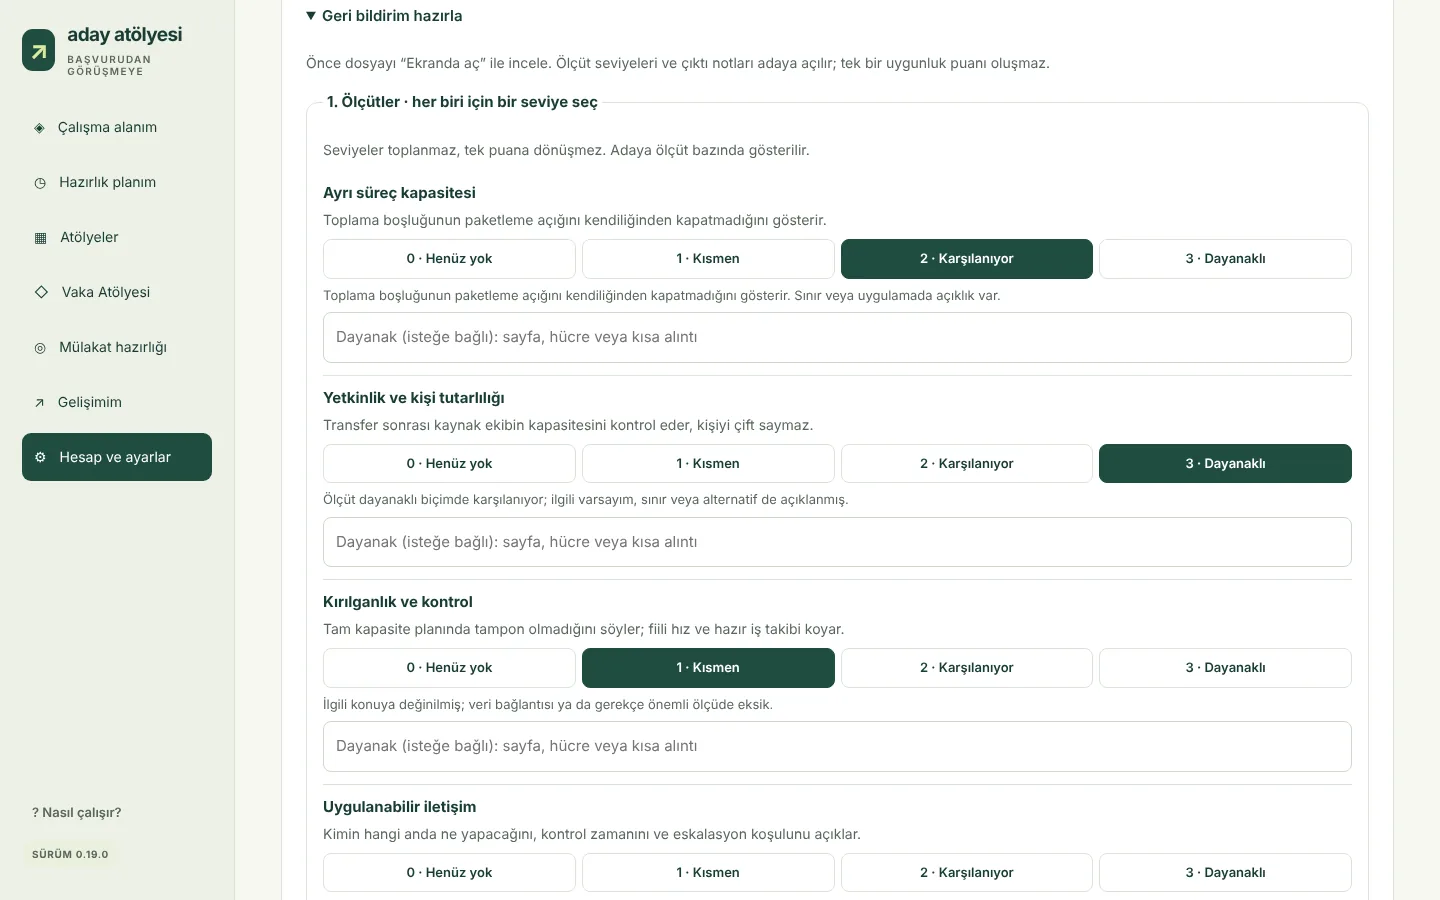 aday atölyesi
BAŞVURUDAN
GÖRÜŞMEYE
Çalışma alanım
Hazırlık planım
Atölyeler
Vaka Atölyesi
Mülakat hazırlığı
Gelişimim
Hesap ve ayarlar
? Nasıl çalışır?
SÜRÜM 0.19.0
▼ Geri bildirim hazırla
Önce dosyayı “Ekranda aç” ile incele. Ölçüt seviyeleri ve çıktı notları adaya açılır; tek bir uygunluk puanı oluşmaz.
1. Ölçütler · her biri için bir seviye seç
Seviyeler toplanmaz, tek puana dönüşmez. Adaya ölçüt bazında gösterilir.
Ayrı süreç kapasitesi
Toplama boşluğunun paketleme açığını kendiliğinden kapatmadığını gösterir.
0 · Henüz yok 1 · Kısmen 2 · Karşılanıyor 3 · Dayanaklı
Toplama boşluğunun paketleme açığını kendiliğinden kapatmadığını gösterir. Sınır veya uygulamada açıklık var.
Dayanak (isteğe bağlı): sayfa, hücre veya kısa alıntı
Yetkinlik ve kişi tutarlılığı
Transfer sonrası kaynak ekibin kapasitesini kontrol eder, kişiyi çift saymaz.
0 · Henüz yok 1 · Kısmen 2 · Karşılanıyor 3 · Dayanaklı
Ölçüt dayanaklı biçimde karşılanıyor; ilgili varsayım, sınır veya alternatif de açıklanmış.
Dayanak (isteğe bağlı): sayfa, hücre veya kısa alıntı
Kırılganlık ve kontrol
Tam kapasite planında tampon olmadığını söyler; fiili hız ve hazır iş takibi koyar.
0 · Henüz yok 1 · Kısmen 2 · Karşılanıyor 3 · Dayanaklı
İlgili konuya değinilmiş; veri bağlantısı ya da gerekçe önemli ölçüde eksik.
Dayanak (isteğe bağlı): sayfa, hücre veya kısa alıntı
Uygulanabilir iletişim
Kimin hangi anda ne yapacağını, kontrol zamanını ve eskalasyon koşulunu açıklar.
0 · Henüz yok 1 · Kısmen 2 · Karşılanıyor 3 · Dayanaklı